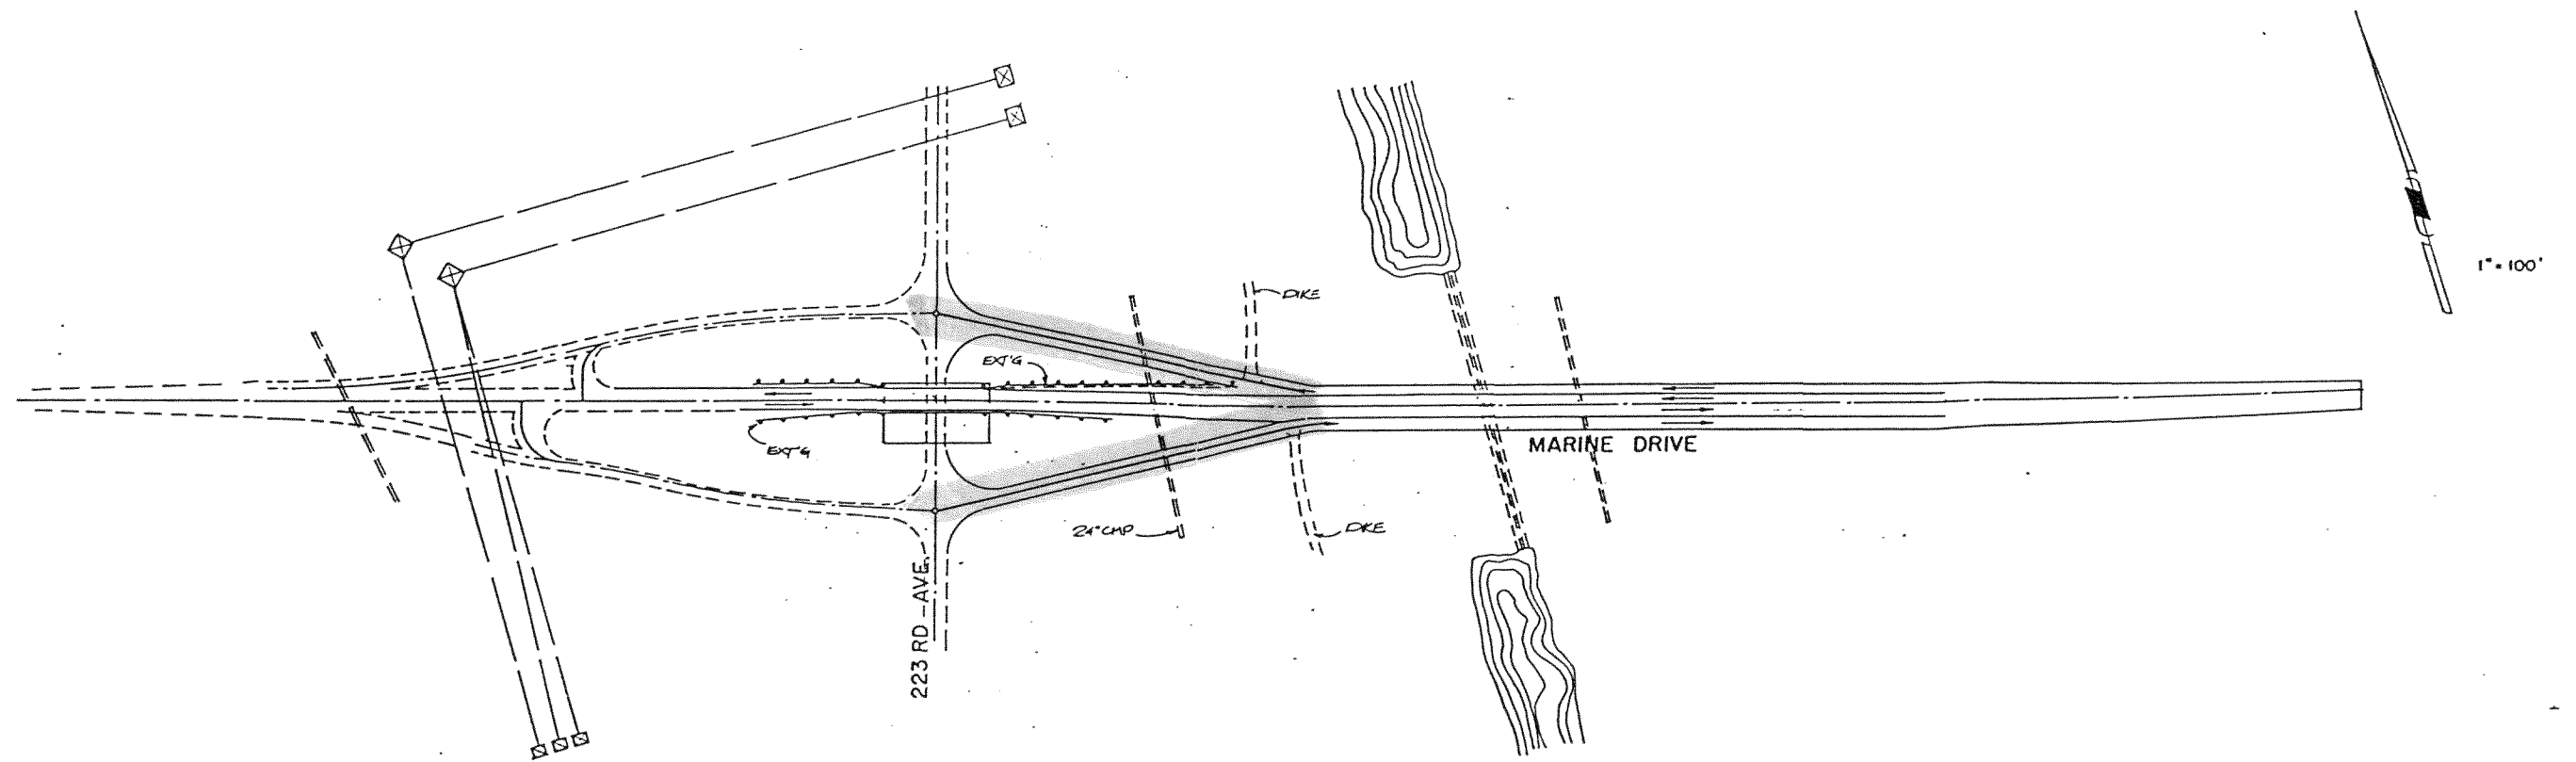 1" = 100'
DIKE
EXT'G
MARINE DRIVE
EXT'G
24" CMP
DIKE
223 RD AVE.